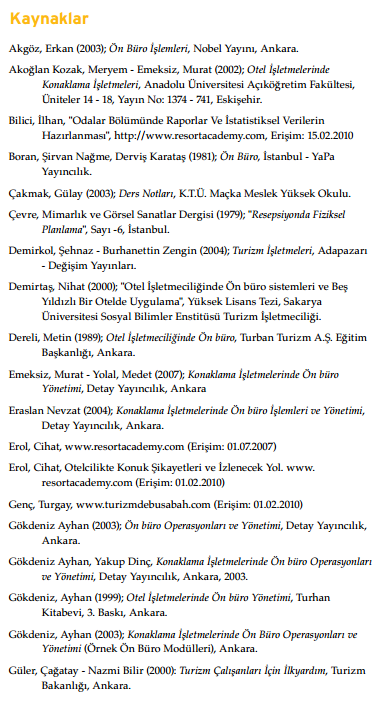 Kaynaklar
Akgöz, Erkan (2003); Ön Büro İşlemleri, Nobel Yayını, Ankara.
Akoğlan Kozak, Meryem - Emeksiz, Murat (2002); Otel İşletmelerinde
Konaklama İşletmeleri, Anadolu Üniversitesi Açıköğretim Fakültesi,
Üniteler 14 - 18, Yayın No: 1374 - 741, Eskişehir.
Bilici, İlhan, "Odalar Bölümünde Raporlar Ve İstatistiksel Verilerin
Hazırlanması", http://www.resortacademy.com, Erişim: 15.02.2010
Boran, Şirvan Nağme, Derviş Karataş (1981); Ön Büro, İstanbul - YaPa
Yayıncılık.
Çakmak, Gülay (2003); Ders Notları, K.T.Ü. Maçka Meslek Yüksek Okulu.
Çevre, Mimarlık ve Görsel Sanatlar Dergisi (1979); "Resepsiyonda Fiziksel
Planlama", Sayı -6, İstanbul.
Demirkol, Şehnaz - Burhanettin Zengin (2004); Turizm İşletmeleri, Adapazarı
- Değişim Yayınları.
Demirtaş, Nihat (2000); "Otel İşletmeciliğinde Ön büro sistemleri ve Beş
Yıldızlı Bir Otelde Uygulama", Yüksek Lisans Tezi, Sakarya
Üniversitesi Sosyal Bilimler Enstitüsü Turizm İşletmeciliği.
Dereli, Metin (1989); Otel İşletmeciliğinde Ön büro, Turban Turizm A.Ş. Eğitim
Başkanlığı, Ankara.
Emeksiz, Murat - Yolal, Medet (2007); Konaklama İşletmelerinde Ön büro
Yönetimi, Detay Yayıncılık, Ankara
Eraslan Nevzat (2004); Konaklama İşletmelerinde Ön büro İşlemleri ve Yönetimi,
Detay Yayıncılık, Ankara.
Erol, Cihat, www.resortacademy.com (Erişim: 01.07.2007)
Erol, Cihat, Otelcilikte Konuk Şikayetleri ve İzlenecek Yol. www.
resortacademy.com (Erişim: 01.02.2010)
Genç, Turgay, www.turizmdebusabah.com (Erişim: 01.02.2010)
Gökdeniz Ayhan (2003); Ön büro Operasyonları ve Yönetimi, Detay Yayıncılık,
Ankara.
Gökdeniz Ayhan, Yakup Dinç, Konaklama İşletmelerinde Ön büro Operasyonları
ve Yönetimi, Detay Yayıncılık, Ankara, 2003.
Gökdeniz, Ayhan (1999); Otel İşletmelerinde Ön büro Yönetimi, Turhan
Kitabevi, 3. Baskı, Ankara.
Gökdeniz, Ayhan (2003); Konaklama İşletmelerinde Ön Büro Operasyonları ve
Yönetimi (Örnek Ön Büro Modülleri), Ankara.
Güler, Çağatay - Nazmi Bilir (2000): Turizm Çalışanları İçin İlkyardım, Turizm
Bakanlığı, Ankara.